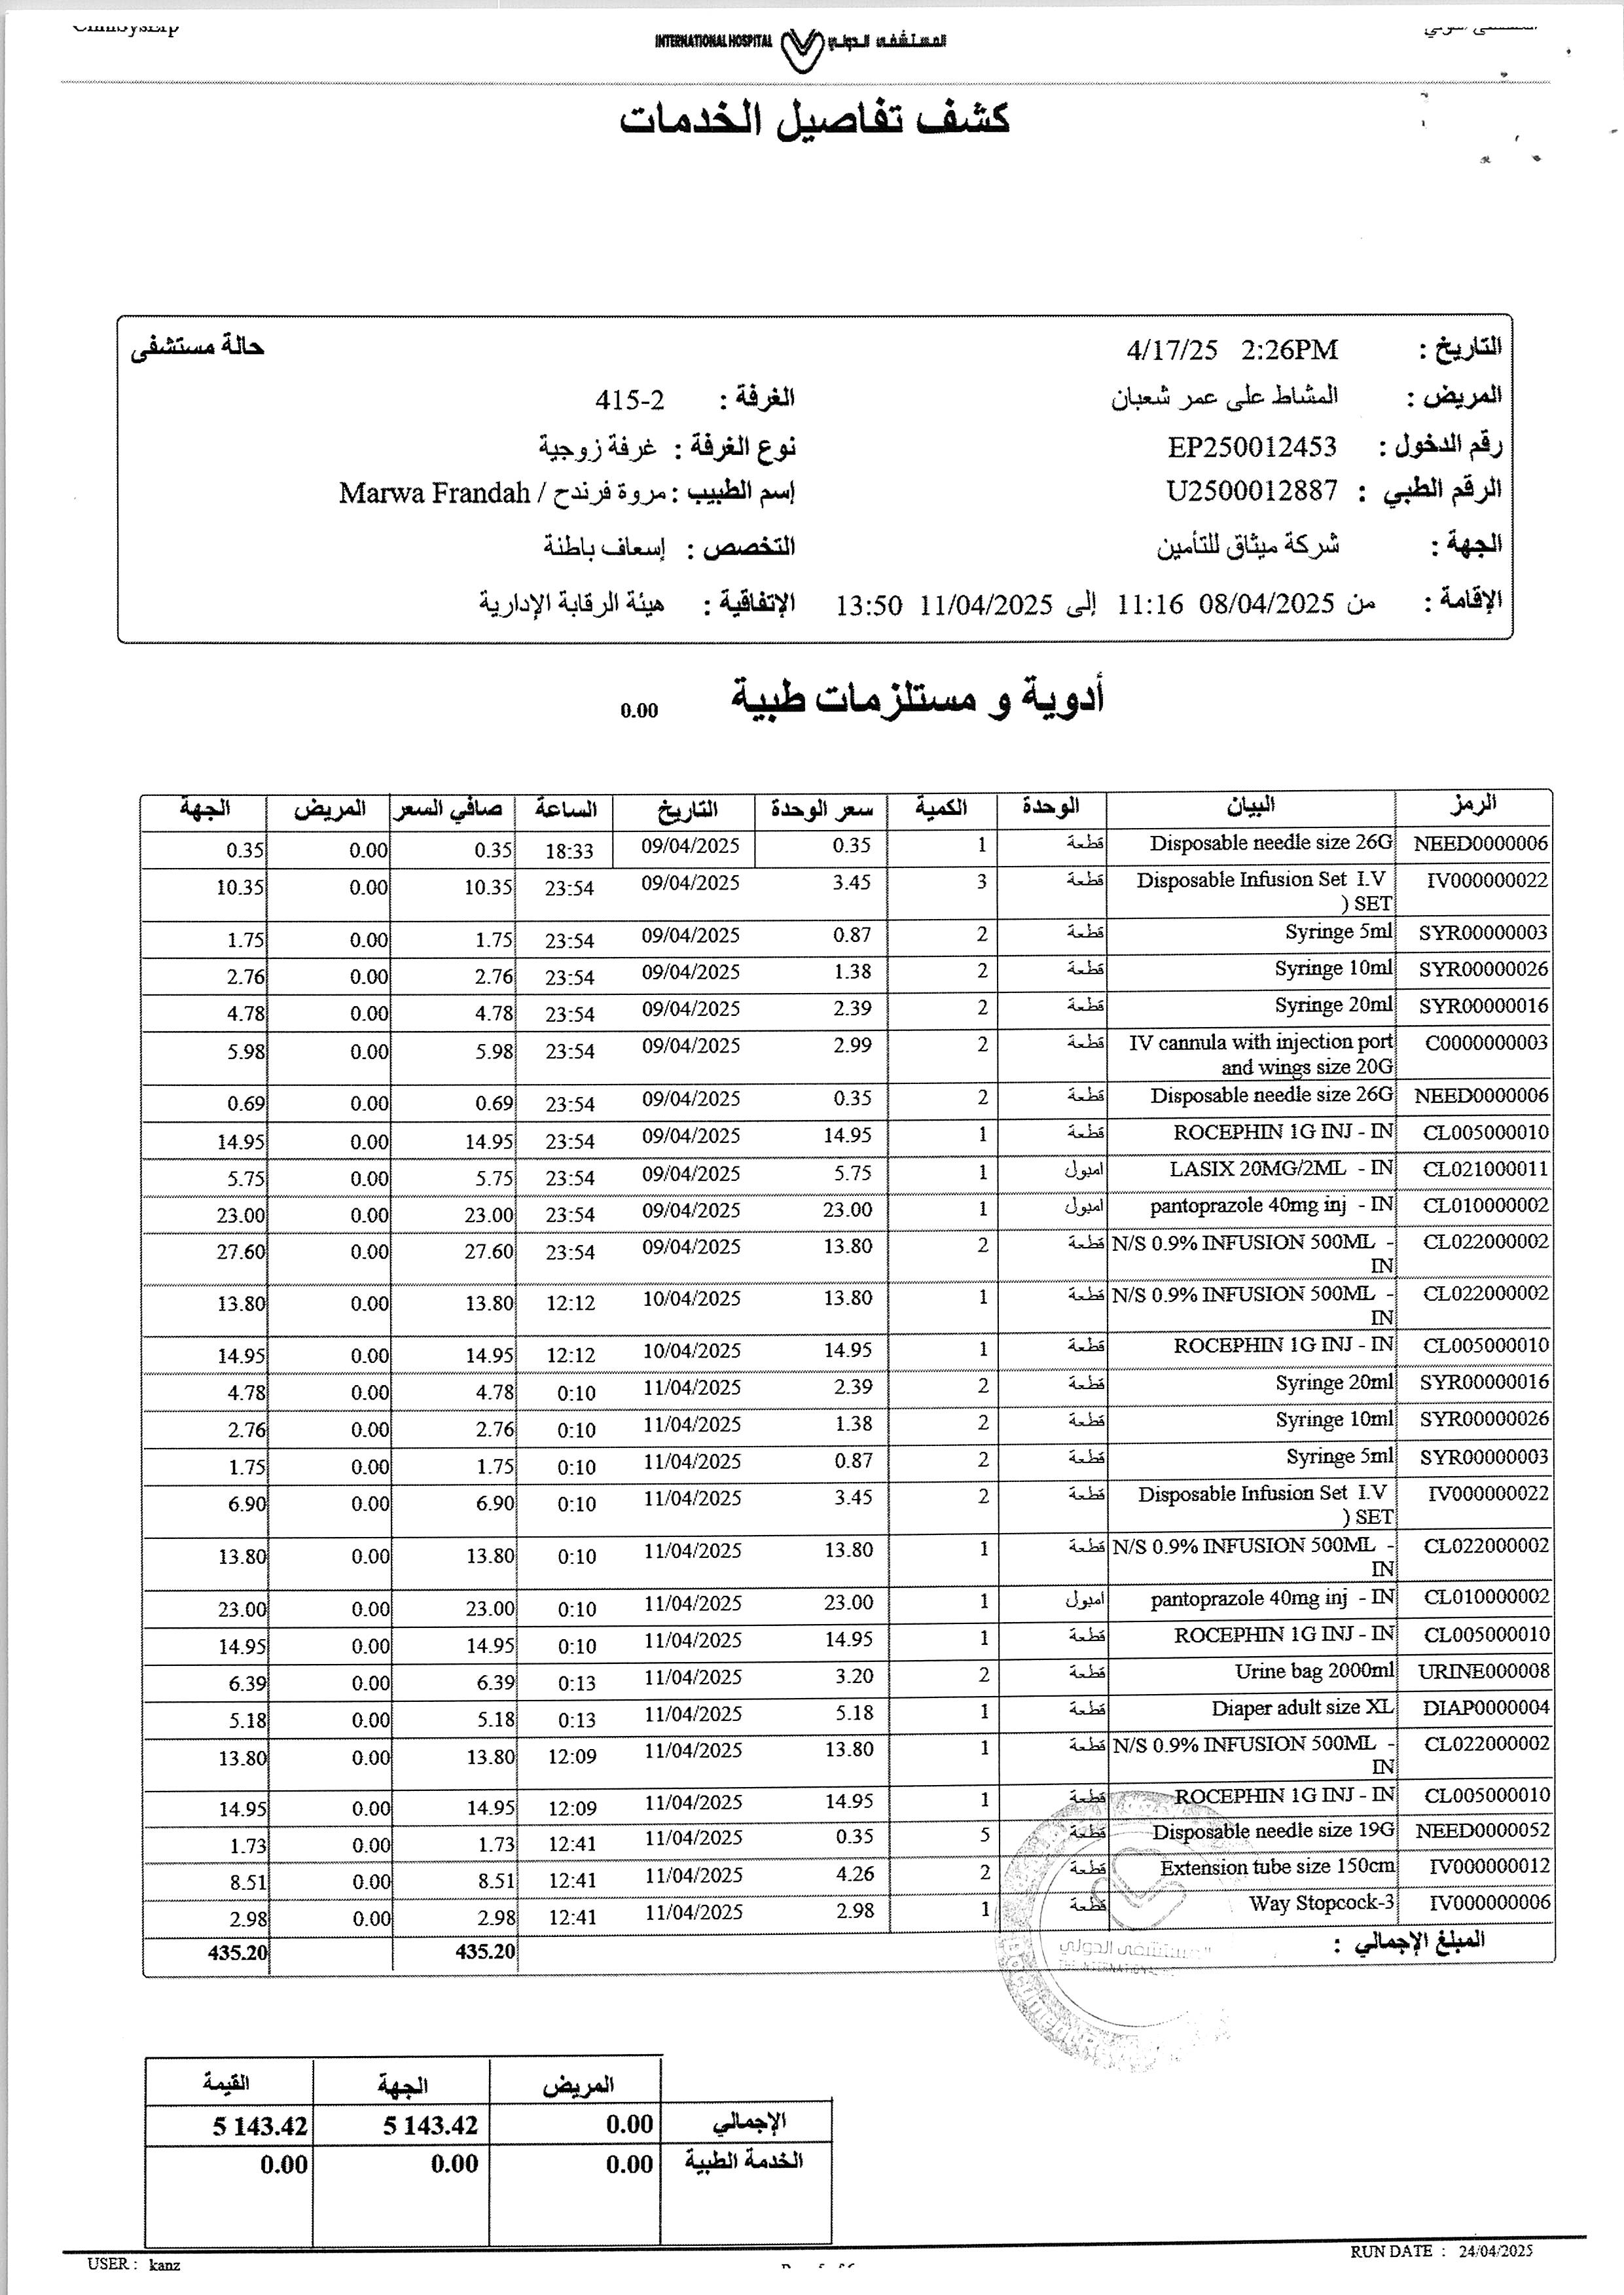 INTERNATIONAL HOSPITAL المستشفى الدولي
كشف تفاصيل الخدمات
التاريخ : 4/17/25 2:26PM حالة مستشفى
المريض : المشاط على عمر شعبان الغرفة : 415-2
رقم الدخول : EP250012453 نوع الغرفة : غرفة زوجية
الرقم الطبي : U2500012887 إسم الطبيب : مروة فرندح / Marwa Frandah
الجهة : شركة ميثاق للتأمين التخصص : إسعاف باطنة
الإقامة : من 08/04/2025 11:16 إلى 11/04/2025 13:50 الإتفاقية : هيئة الرقابة الإدارية
أدوية و مستلزمات طبية 0.00
الرمز البيان الوحدة الكمية سعر الوحدة التاريخ الساعة صافي السعر المريض الجهة
NEED0000006 Disposable needle size 26G قطعة 1 0.35 09/04/2025 18:33 0.35 0.00 0.35
IV000000022 Disposable Infusion Set I.V قطعة 3 3.45 09/04/2025 23:54 10.35 0.00 10.35
) SET
SYR00000003 Syringe 5ml قطعة 2 0.87 09/04/2025 23:54 1.75 0.00 1.75
SYR00000026 Syringe 10ml قطعة 2 1.38 09/04/2025 23:54 2.76 0.00 2.76
SYR00000016 Syringe 20ml قطعة 2 2.39 09/04/2025 23:54 4.78 0.00 4.78
C0000000003 IV cannula with injection port قطعة 2 2.99 09/04/2025 23:54 5.98 0.00 5.98
and wings size 20G
NEED0000006 Disposable needle size 26G قطعة 2 0.35 09/04/2025 23:54 0.69 0.00 0.69
CL005000010 ROCEPHIN 1G INJ - IN قطعة 1 14.95 09/04/2025 23:54 14.95 0.00 14.95
CL021000011 LASIX 20MG/2ML - IN امبول 1 5.75 09/04/2025 23:54 5.75 0.00 5.75
CL010000002 pantoprazole 40mg inj - IN امبول 1 23.00 09/04/2025 23:54 23.00 0.00 23.00
CL022000002 N/S 0.9% INFUSION 500ML - قطعة 2 13.80 09/04/2025 23:54 27.60 0.00 27.60
IN
CL022000002 N/S 0.9% INFUSION 500ML - قطعة 1 13.80 10/04/2025 12:12 13.80 0.00 13.80
IN
CL005000010 ROCEPHIN 1G INJ - IN قطعة 1 14.95 10/04/2025 12:12 14.95 0.00 14.95
SYR00000016 Syringe 20ml قطعة 2 2.39 11/04/2025 0:10 4.78 0.00 4.78
SYR00000026 Syringe 10ml قطعة 2 1.38 11/04/2025 0:10 2.76 0.00 2.76
SYR00000003 Syringe 5ml قطعة 2 0.87 11/04/2025 0:10 1.75 0.00 1.75
IV000000022 Disposable Infusion Set I.V قطعة 2 3.45 11/04/2025 0:10 6.90 0.00 6.90
) SET
CL022000002 N/S 0.9% INFUSION 500ML - قطعة 1 13.80 11/04/2025 0:10 13.80 0.00 13.80
IN
CL010000002 pantoprazole 40mg inj - IN امبول 1 23.00 11/04/2025 0:10 23.00 0.00 23.00
CL005000010 ROCEPHIN 1G INJ - IN قطعة 1 14.95 11/04/2025 0:10 14.95 0.00 14.95
URINE000008 Urine bag 2000ml قطعة 2 3.20 11/04/2025 0:13 6.39 0.00 6.39
DIAP0000004 Diaper adult size XL قطعة 1 5.18 11/04/2025 0:13 5.18 0.00 5.18
CL022000002 N/S 0.9% INFUSION 500ML - قطعة 1 13.80 11/04/2025 12:09 13.80 0.00 13.80
IN
CL005000010 ROCEPHIN 1G INJ - IN قطعة 1 14.95 11/04/2025 12:09 14.95 0.00 14.95
NEED0000052 Disposable needle size 19G قطعة 5 0.35 11/04/2025 12:41 1.73 0.00 1.73
IV000000012 Extension tube size 150cm قطعة 2 4.26 11/04/2025 12:41 8.51 0.00 8.51
IV000000006 Way Stopcock-3 قطعة 1 2.98 11/04/2025 12:41 2.98 0.00 2.98
المبلغ الإجمالي : 435.20 435.20
المستشفى الدولي
المريض الجهة القيمة
الإجمالي 0.00 5 143.42 5 143.42
الخدمة الطبية 0.00 0.00 0.00
RUN DATE : 24/04/2025
USER : kanz